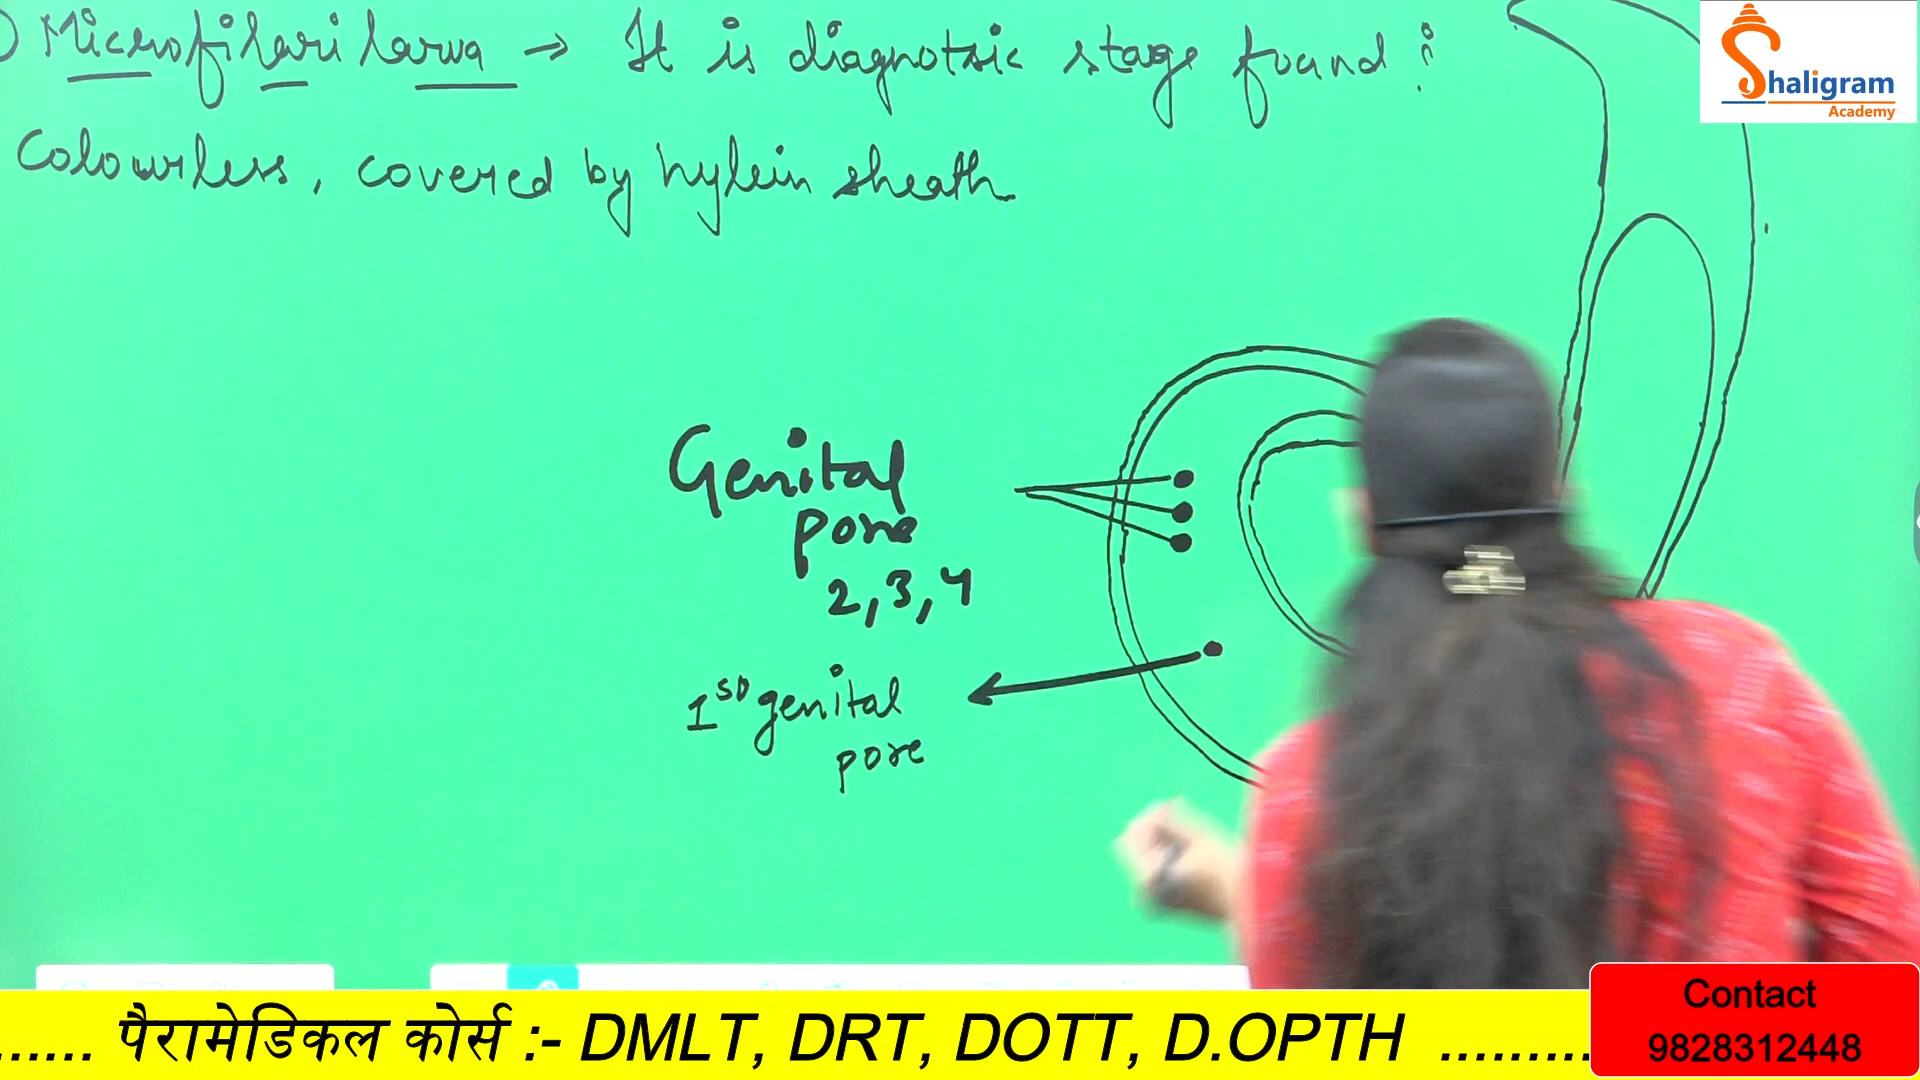 Microfilari larva → It is diagnotsic stage found
Colourless, covered by hylein sheath
Genital
pore
2, 3, 4
1st genital
pore
Shaligram
Academy
...... पैरामेडिकल कोर्स :- DMLT, DRT, DOTT, D.OPTH .........
Contact
9828312448